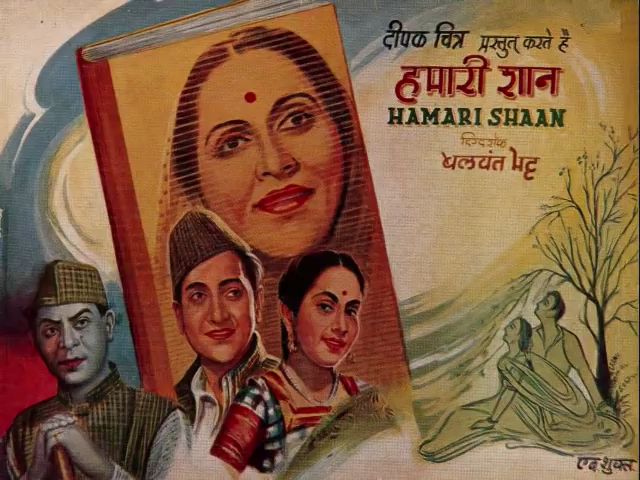 दीपक चित्र प्रस्तुत करते है
हमारी शान
HAMARI SHAAN
दिग्दर्शक
बलवंत भट्ट
शुक्ल